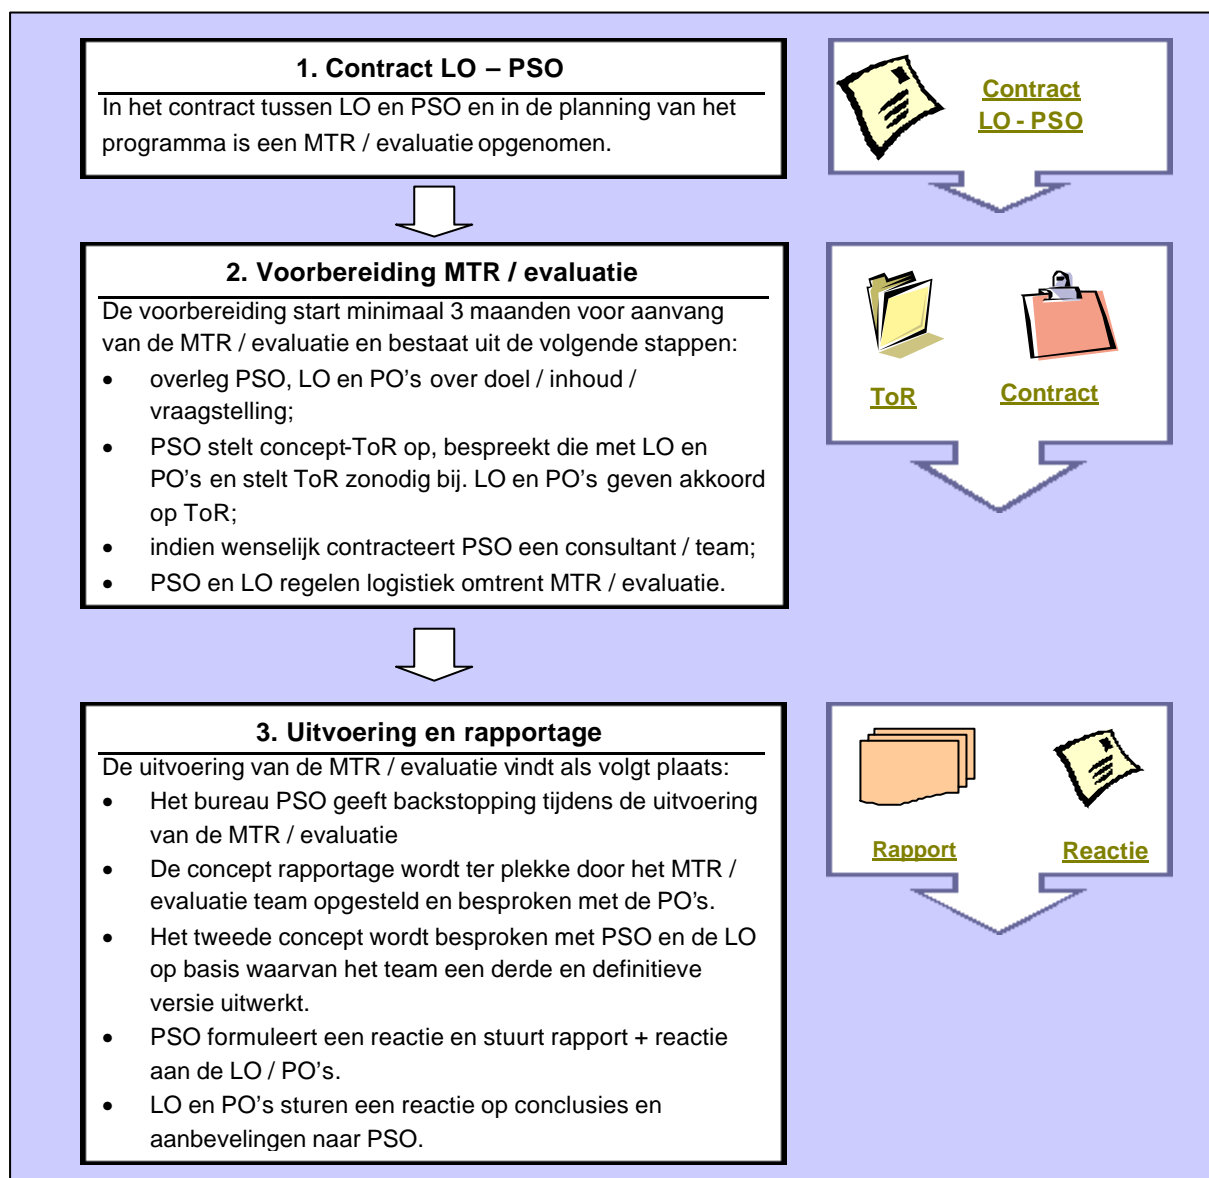 1. Contract LO – PSO
In het contract tussen LO en PSO en in de planning van het
programma is een MTR / evaluatie opgenomen.
Contract
LO - PSO
2. Voorbereiding MTR / evaluatie
De voorbereiding start minimaal 3 maanden voor aanvang
van de MTR / evaluatie en bestaat uit de volgende stappen:
• overleg PSO, LO en PO's over doel / inhoud /
vraagstelling;
• PSO stelt concept-ToR op, bespreekt die met LO en
PO's en stelt ToR zonodig bij. LO en PO's geven akkoord
op ToR;
• indien wenselijk contracteert PSO een consultant / team;
• PSO en LO regelen logistiek omtrent MTR / evaluatie.
ToR
Contract
3. Uitvoering en rapportage
De uitvoering van de MTR / evaluatie vindt als volgt plaats:
• Het bureau PSO geeft backstopping tijdens de uitvoering
van de MTR / evaluatie
• De concept rapportage wordt ter plekke door het MTR /
evaluatie team opgesteld en besproken met de PO's.
• Het tweede concept wordt besproken met PSO en de LO
op basis waarvan het team een derde en definitieve
versie uitwerkt.
• PSO formuleert een reactie en stuurt rapport + reactie
aan de LO / PO's.
• LO en PO's sturen een reactie op conclusies en
aanbevelingen naar PSO.
Rapport
Reactie